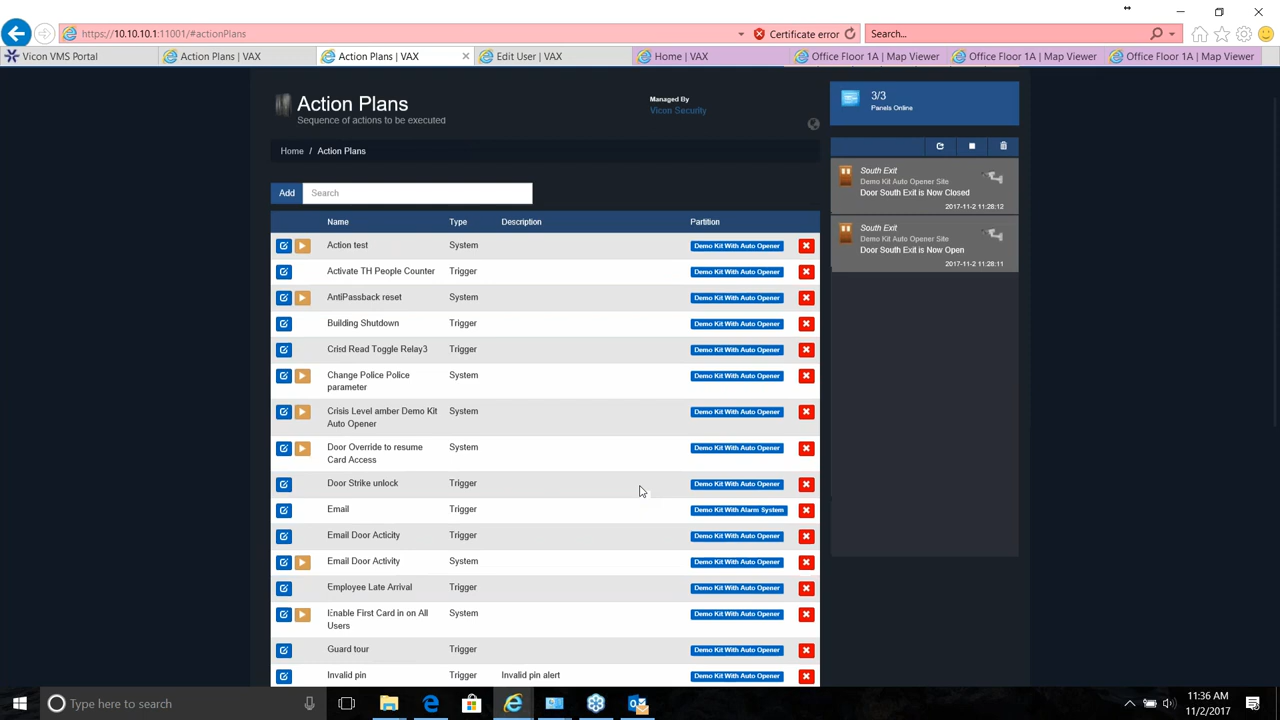 https://10.10.10.1:11001/#actionPlans
Certificate error
Search...
Vicon VMS Portal
Action Plans | VAX
Action Plans | VAX
Edit User | VAX
Home | VAX
Office Floor 1A | Map Viewer
Office Floor 1A | Map Viewer
Office Floor 1A | Map Viewer
Action Plans
Sequence of actions to be executed
Managed By
Vicon Security
3/3
Panels Online
Home / Action Plans
South Exit
Demo Kit Auto Opener Site
Door South Exit is Now Closed
2017-11-2 11:28:12
South Exit
Demo Kit Auto Opener Site
Door South Exit is Now Open
2017-11-2 11:28:11
Add
Search
Name Type Description Partition
Action test System Demo Kit With Auto Opener
Activate TH People Counter Trigger Demo Kit With Auto Opener
AntiPassback reset System Demo Kit With Auto Opener
Building Shutdown Trigger Demo Kit With Auto Opener
Crisd Read Toggle Relay3 Trigger Demo Kit With Auto Opener
Change Police Police System Demo Kit With Auto Opener
parameter
Crisis Level amber Demo Kit System Demo Kit With Auto Opener
Auto Opener
Door Override to resume System Demo Kit With Auto Opener
Card Access
Door Strike unlock Trigger Demo Kit With Auto Opener
Email Trigger Demo Kit With Alarm System
Email Door Acticity Trigger Demo Kit With Auto Opener
Email Door Activity System Demo Kit With Auto Opener
Employee Late Arrival Trigger Demo Kit With Auto Opener
Enable First Card in on All System Demo Kit With Auto Opener
Users
Guard tour Trigger Demo Kit With Auto Opener
Invalid pin Trigger Invalid pin alert Demo Kit With Auto Opener
Type here to search
11:36 AM
11/2/2017